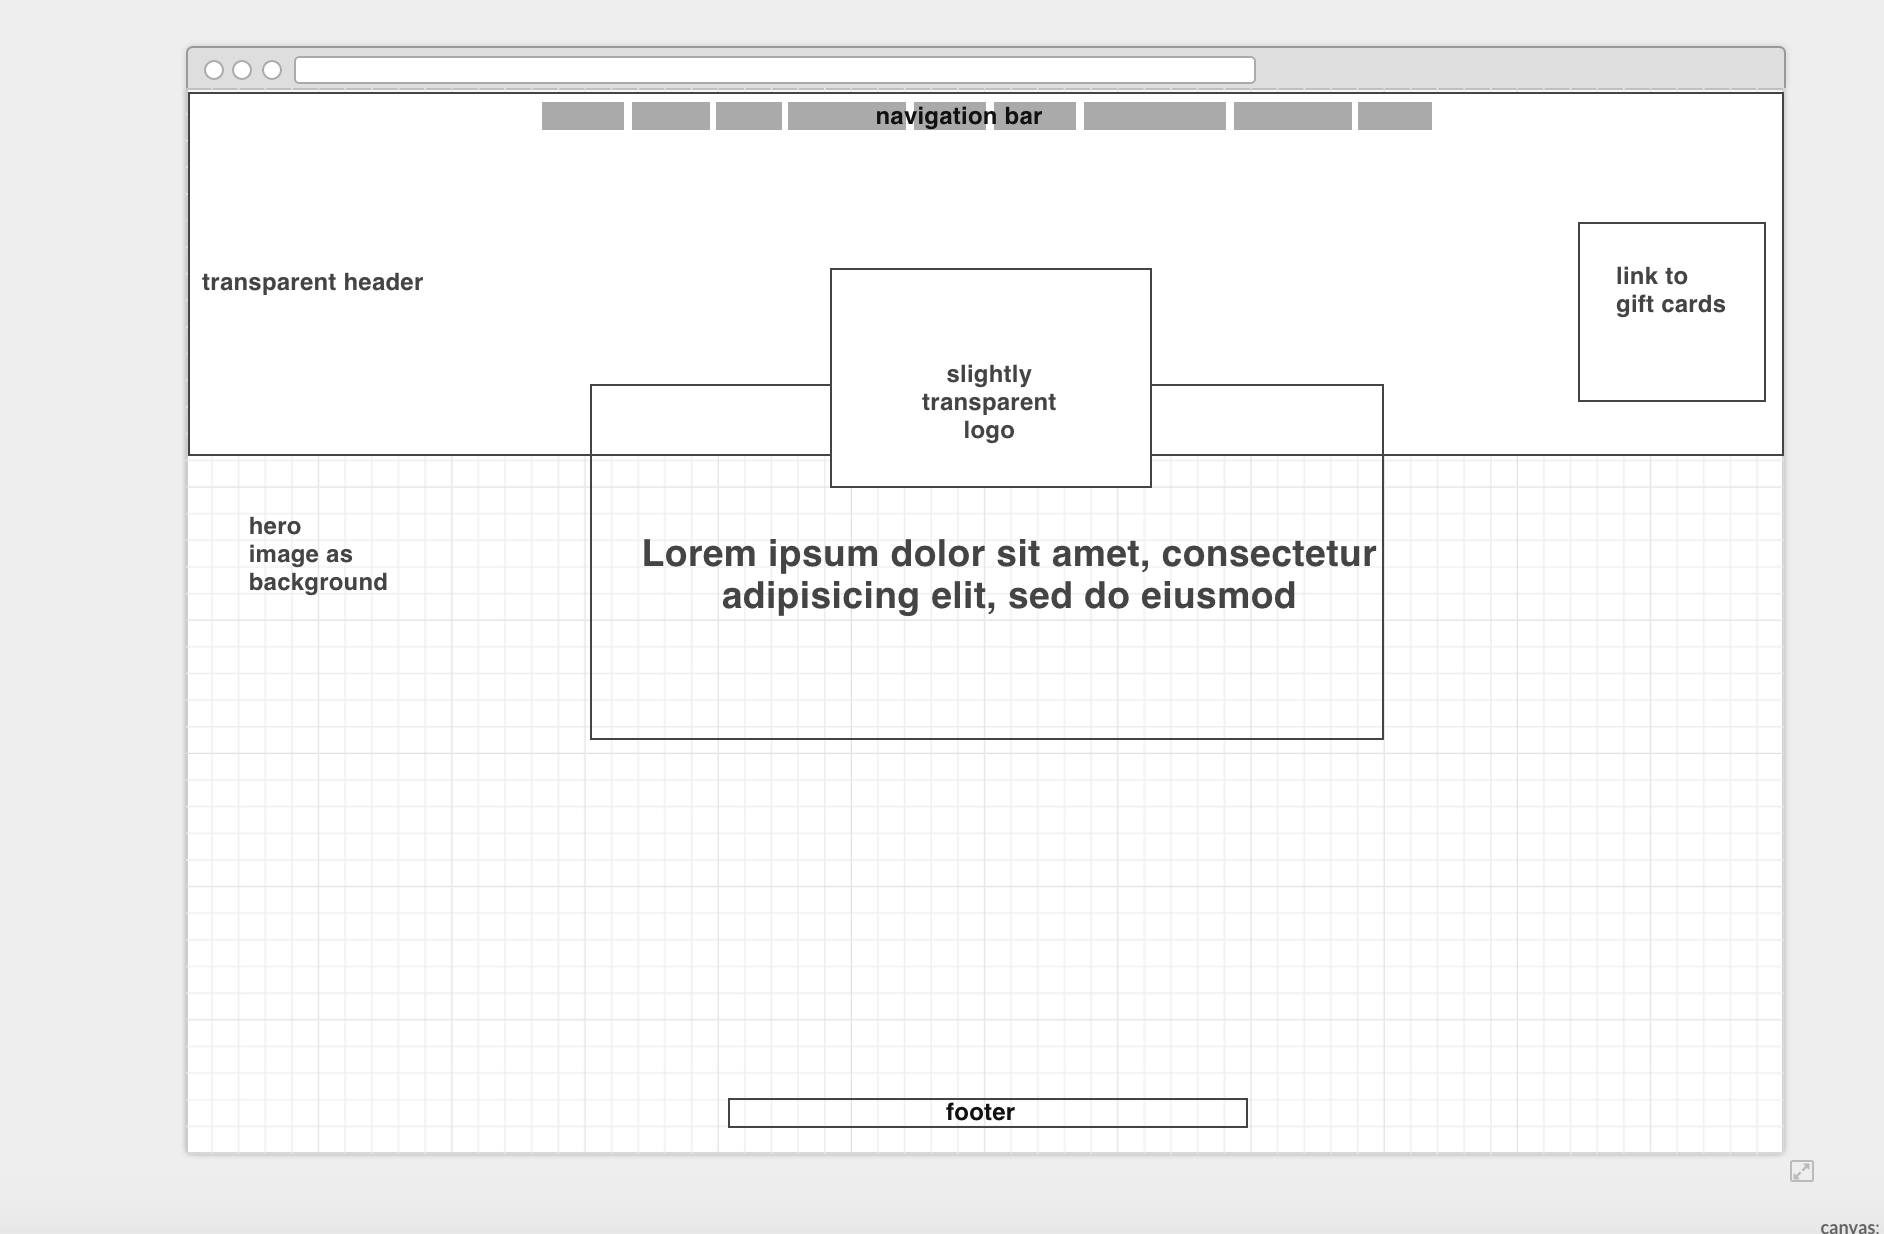 navigation bar
transparent header
link to
gift cards
slightly
transparent
logo
hero
image as
background
Lorem ipsum dolor sit amet, consectetur
adipisicing elit, sed do eiusmod
footer
canvas: